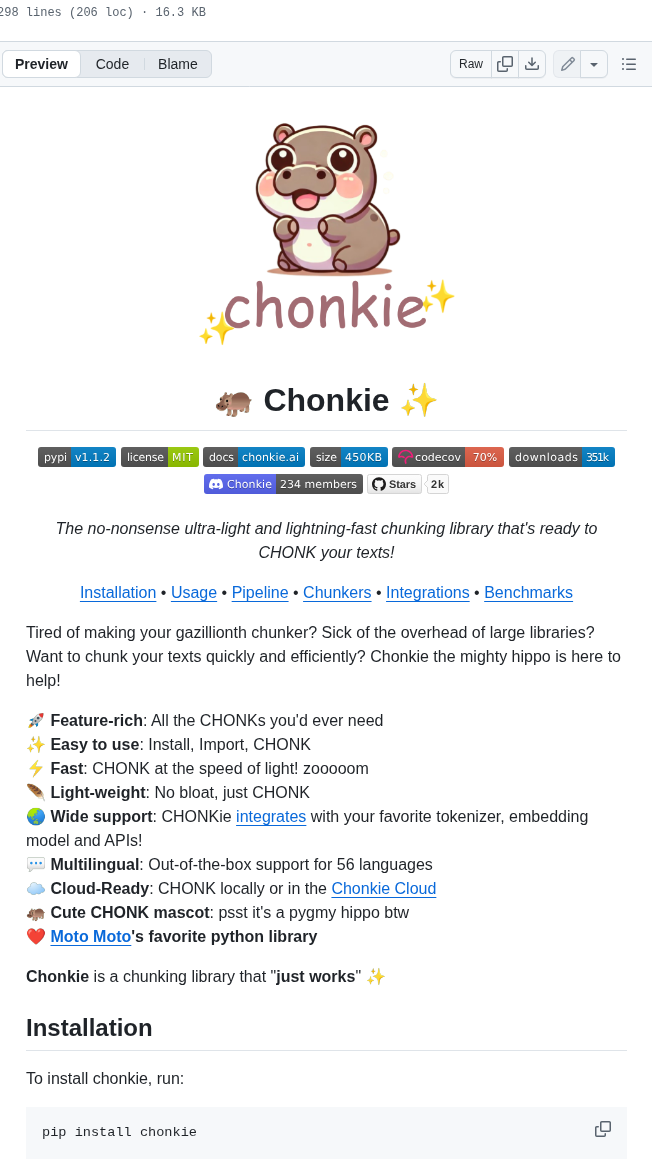 298 lines (206 loc) · 16.3 KB
Preview Code Blame Raw
chonkie
🦛 Chonkie ✨
pypi v1.1.2 license MIT docs chonkie.ai size 450KB codecov 70% downloads 351k
Chonkie 234 members Stars 2k
The no-nonsense ultra-light and lightning-fast chunking library that's ready to
CHONK your texts!
Installation • Usage • Pipeline • Chunkers • Integrations • Benchmarks
Tired of making your gazillionth chunker? Sick of the overhead of large libraries?
Want to chunk your texts quickly and efficiently? Chonkie the mighty hippo is here to
help!
🚀 Feature-rich: All the CHONKs you'd ever need
✨ Easy to use: Install, Import, CHONK
⚡ Fast: CHONK at the speed of light! zooooom
🪶 Light-weight: No bloat, just CHONK
🌏 Wide support: CHONKie integrates with your favorite tokenizer, embedding
model and APIs!
💬 Multilingual: Out-of-the-box support for 56 languages
☁️ Cloud-Ready: CHONK locally or in the Chonkie Cloud
🦛 Cute CHONK mascot: psst it's a pygmy hippo btw
❤️ Moto Moto's favorite python library
Chonkie is a chunking library that "just works" ✨
Installation
To install chonkie, run:
pip install chonkie